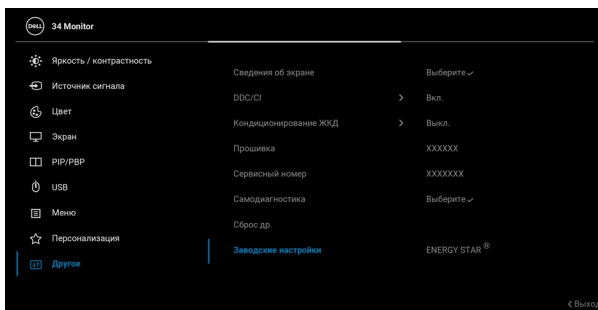 DELL 34 Monitor
Яркость / контрастность
Источник сигнала
Цвет
Экран
PIP/PBP
USB
Меню
Персонализация
Другое
Сведения об экране Выберите
DDC/CI Вкл.
Кондиционирование ЖКД Выкл.
Прошивка XXXXXX
Сервисный номер XXXXXXX
Самодиагностика Выберите
Сброс др.
Заводские настройки ENERGY STAR ®
Выход